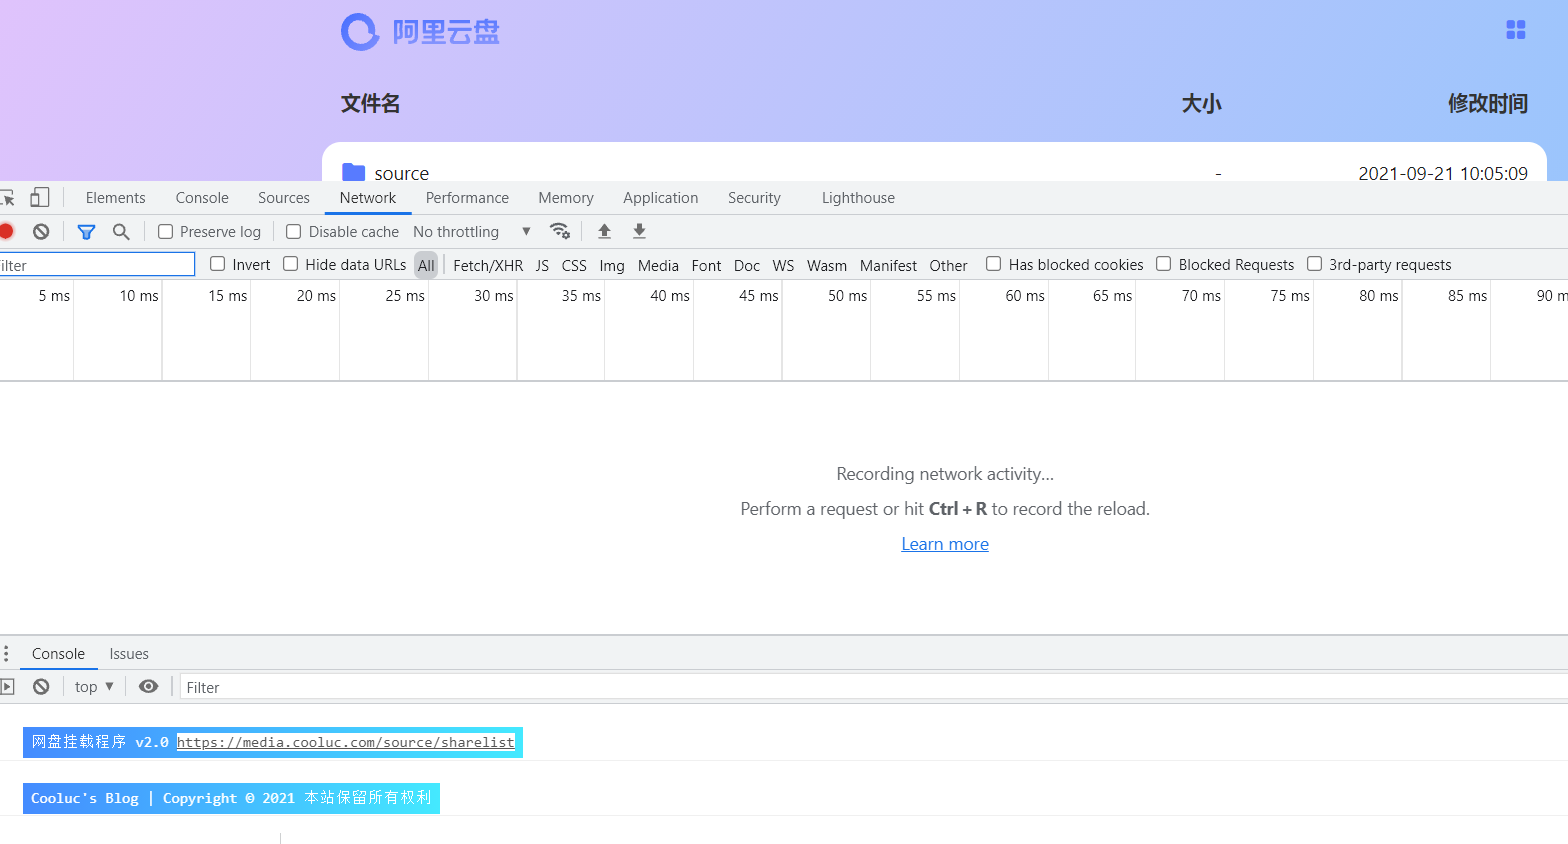 阿里云盘
文件名 大小 修改时间
source - 2021-09-21 10:05:09
Elements Console Sources Network Performance Memory Application Security Lighthouse
Preserve log Disable cache No throttling
ilter Invert Hide data URLs All Fetch/XHR JS CSS Img Media Font Doc WS Wasm Manifest Other Has blocked cookies Blocked Requests 3rd-party requests
5 ms 10 ms 15 ms 20 ms 25 ms 30 ms 35 ms 40 ms 45 ms 50 ms 55 ms 60 ms 65 ms 70 ms 75 ms 80 ms 85 ms 90 m
Recording network activity…
Perform a request or hit Ctrl + R to record the reload.
Learn more
Console Issues
top Filter
网盘挂载程序 v2.0 https://media.cooluc.com/source/sharelist
Cooluc's Blog | Copyright © 2021 本站保留所有权利